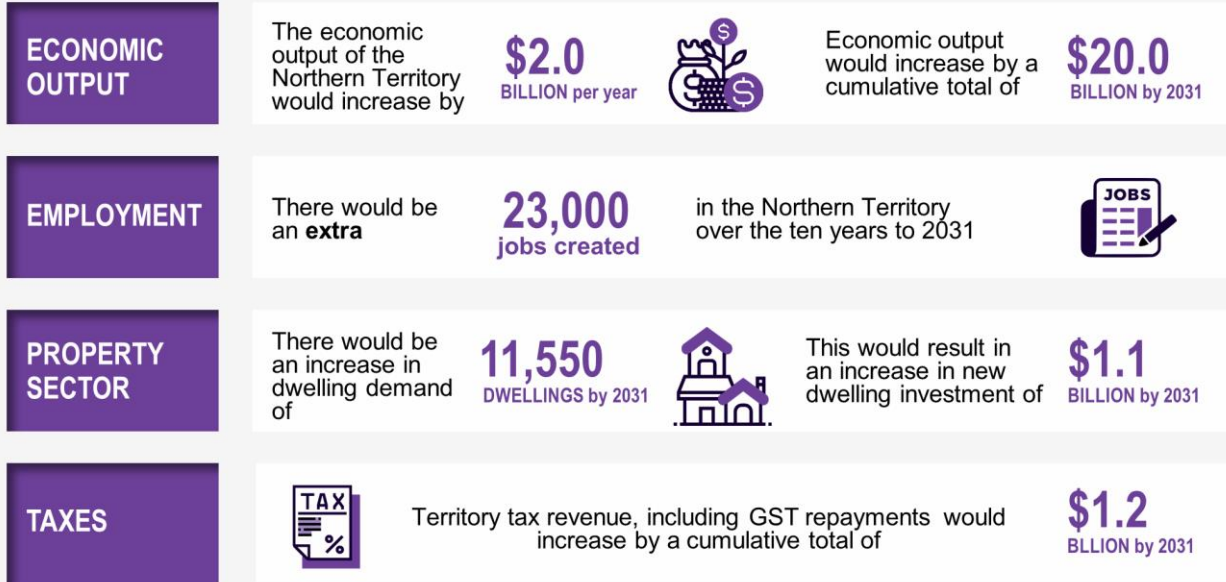 ECONOMIC
OUTPUT
The economic
output of the
Northern Territory
would increase by
$2.0
BILLION per year
Economic output
would increase by a
cumulative total of
$20.0
BILLION by 2031
EMPLOYMENT
There would be
an extra
23,000
jobs created
in the Northern Territory
over the ten years to 2031
JOBS
PROPERTY
SECTOR
There would be
an increase in
dwelling demand
of
11,550
DWELLINGS by 2031
This would result in
an increase in new
dwelling investment of
$1.1
BILLION by 2031
TAXES
TAX
%
Territory tax revenue, including GST repayments would
increase by a cumulative total of
$1.2
BLLION by 2031